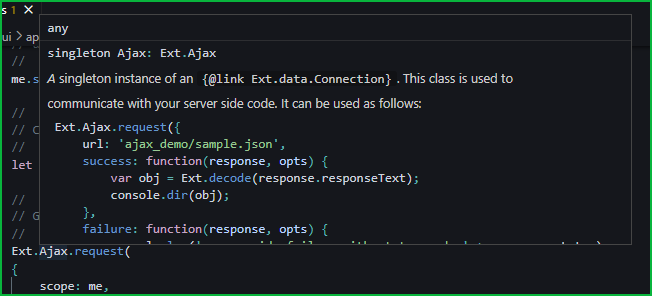 s 1 ×
any
ui > ap
singleton Ajax: Ext.Ajax
//
A singleton instance of an {@link Ext.data.Connection} . This class is used to
me.s
communicate with your server side code. It can be used as follows:
//
Ext.Ajax.request({
// C
url: 'ajax_demo/sample.json',
//
success: function(response, opts) {
let
var obj = Ext.decode(response.responseText);
console.dir(obj);
//
},
// G
failure: function(response, opts) {
//
Ext.Ajax.request(
{
scope: me,